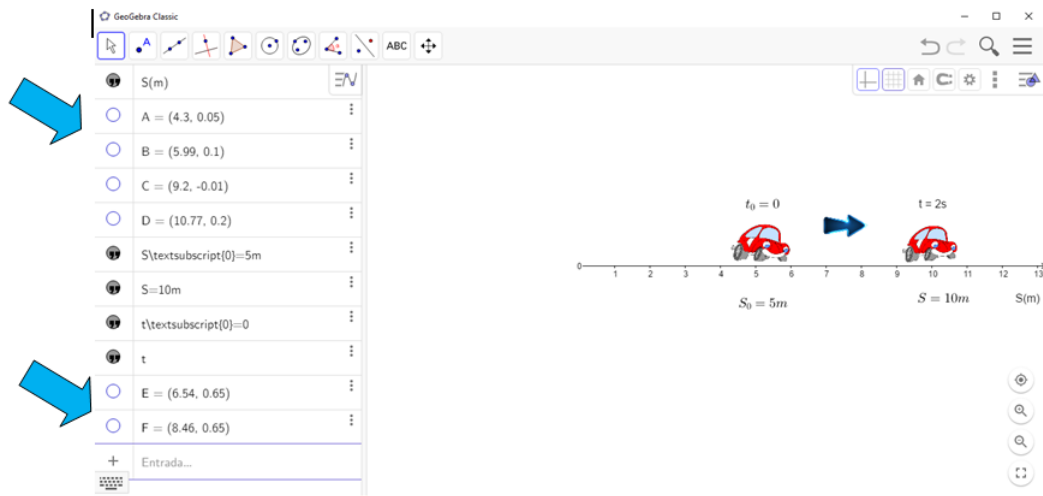 GeoGebra Classic
ABC
S(m)
A = (4.3, 0.05)
B = (5.99, 0.1)
C = (9.2, -0.01)
D = (10.77, 0.2)
S\textsubscript{0}=5m
S=10m
t\textsubscript{0}=0
t
E = (6.54, 0.65)
F = (8.46, 0.65)
+ Entrada...
t₀ = 0
t = 2s
0 1 2 3 4 5 6 7 8 9 10 11 12 13
S₀ = 5m
S = 10m
S(m)